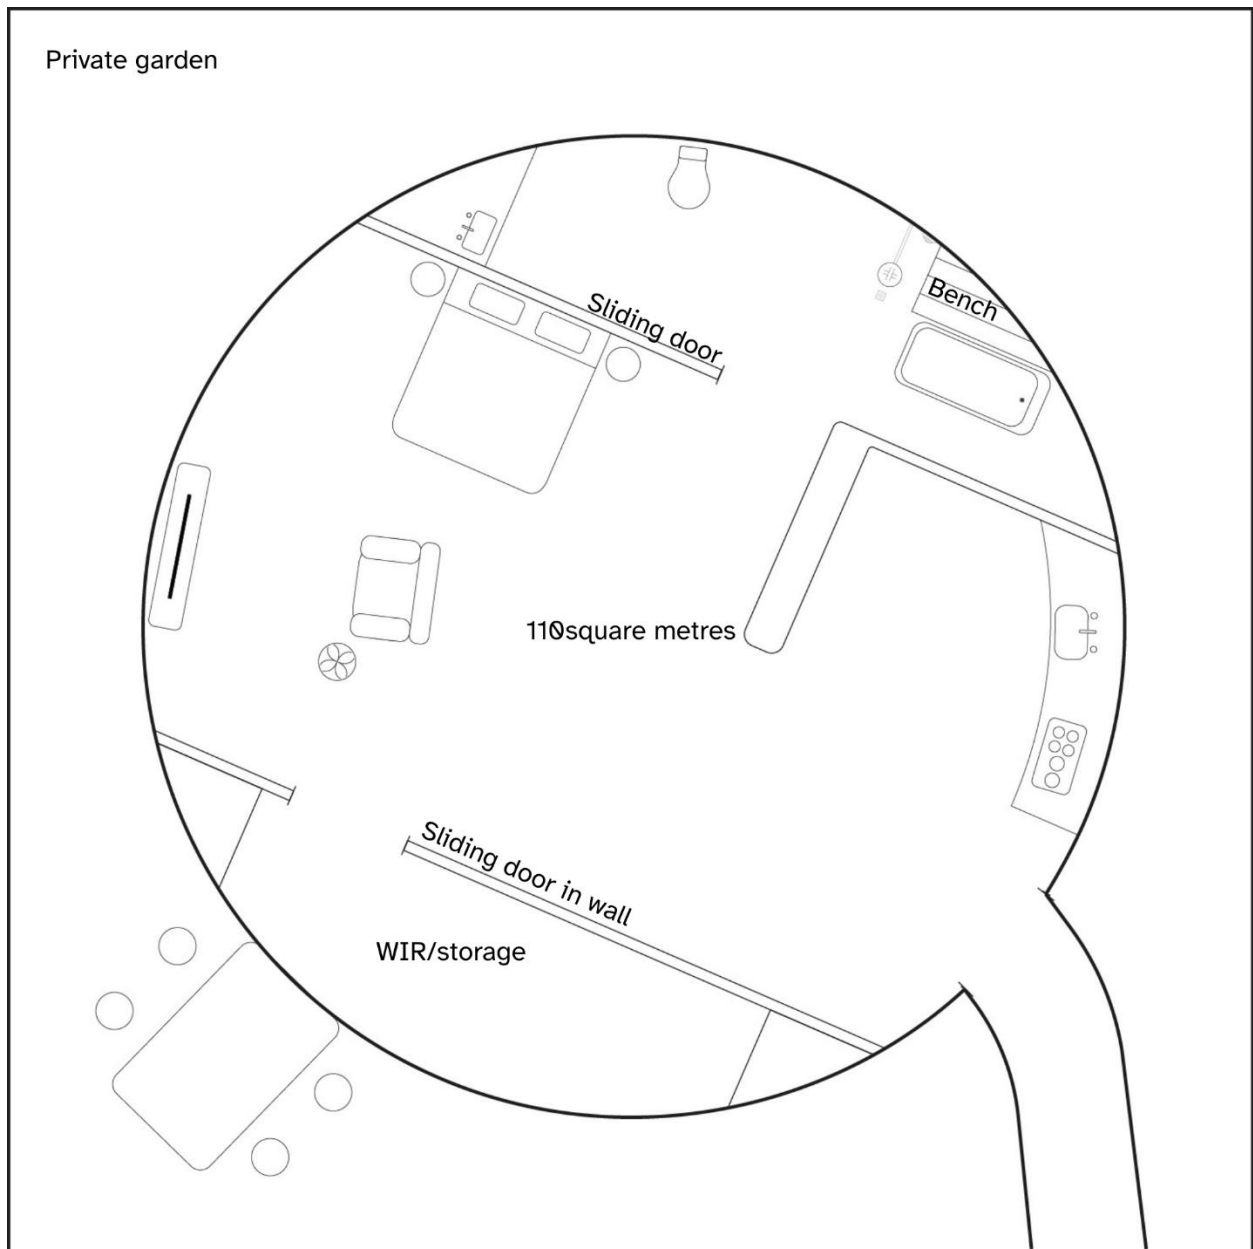 Private garden
Sliding door
Bench
110square metres
Sliding door in wall
WIR/storage